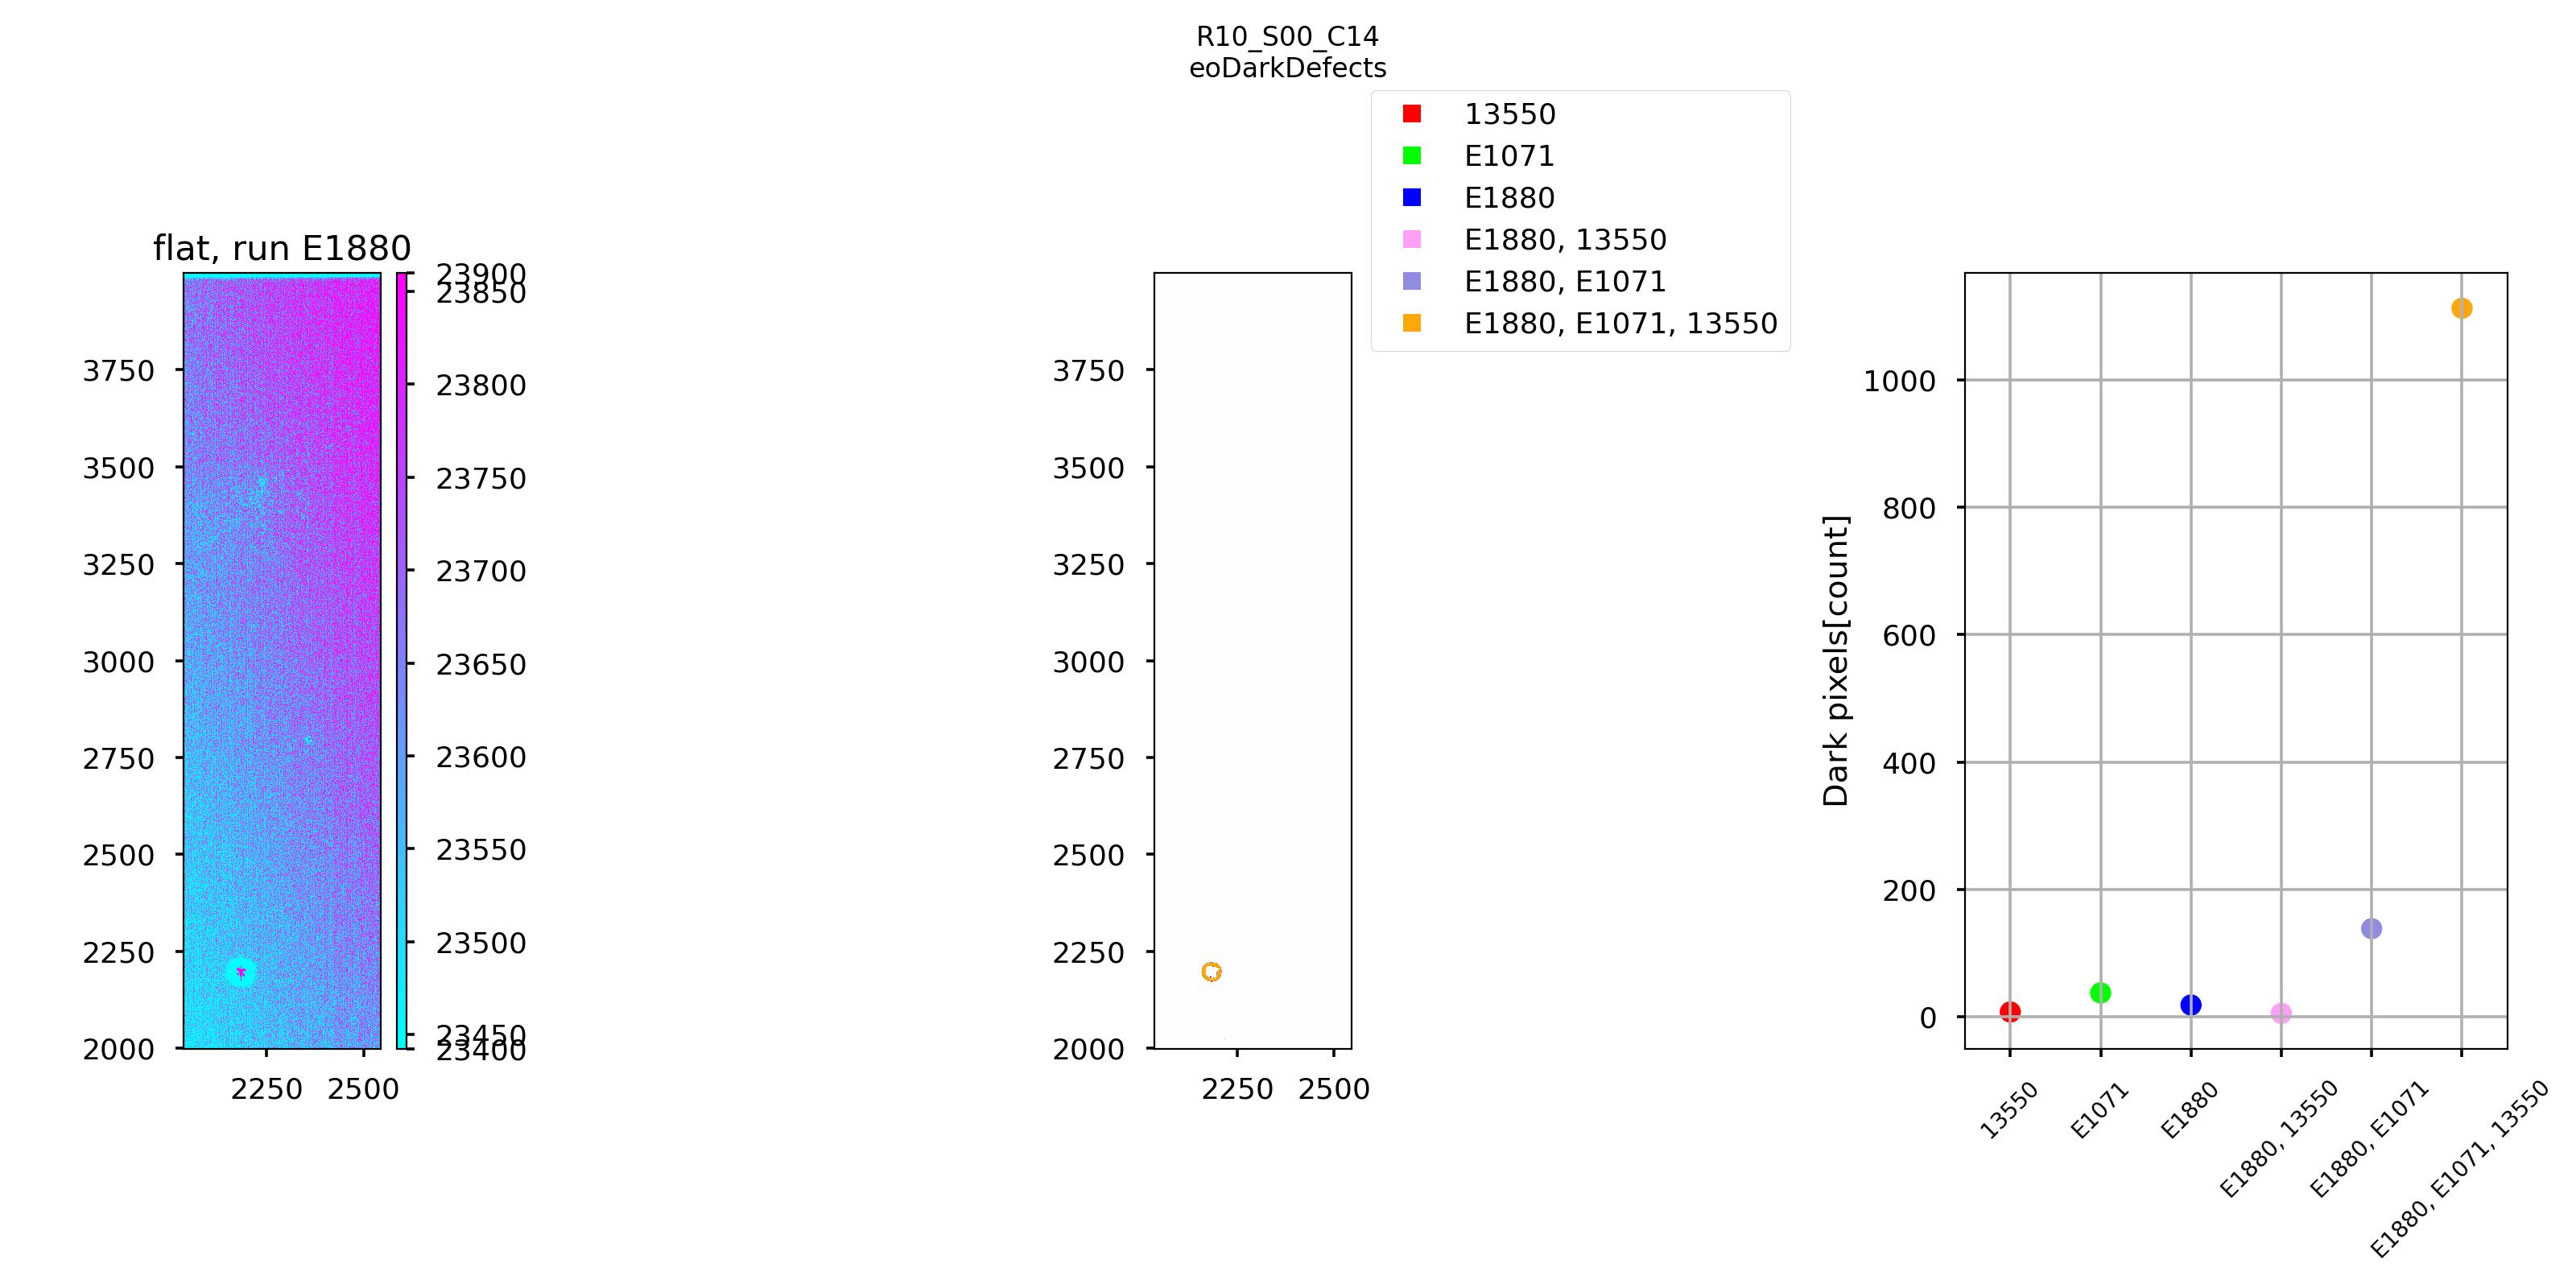 R10_S00_C14
eoDarkDefects
13550
E1071
E1880
E1880, 13550
E1880, E1071
E1880, E1071, 13550
flat, run E1880
3750
3500
3250
3000
2750
2500
2250
2000
2250 2500
23900
23850
23800
23750
23700
23650
23600
23550
23500
23450
23400
3750
3500
3250
3000
2750
2500
2250
2000
2250 2500
Dark pixels[count]
1000
800
600
400
200
0
13550
E1071
E1880
E1880, 13550
E1880, E1071
E1880, E1071, 13550